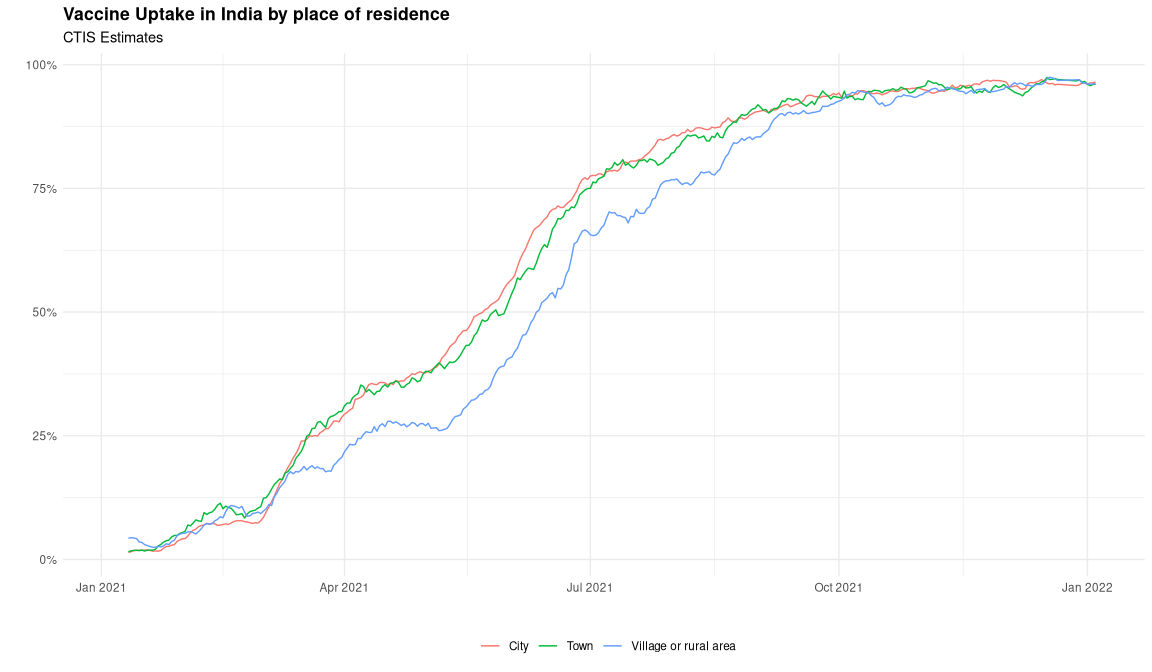 Vaccine Uptake in India by place of residence
CTIS Estimates
100%
75%
50%
25%
0%
Jan 2021 Apr 2021 Jul 2021 Oct 2021 Jan 2022
City Town Village or rural area